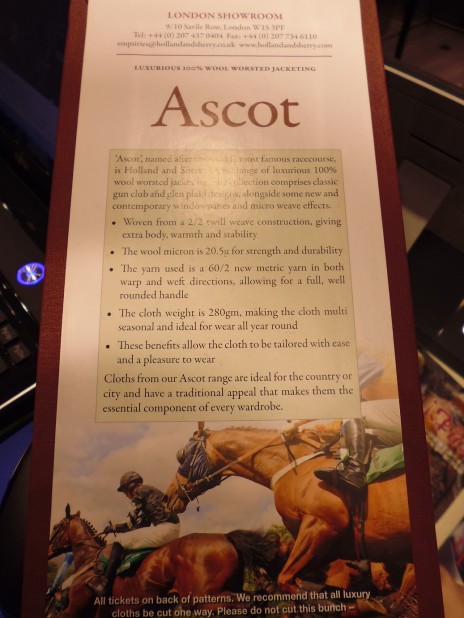 LONDON SHOWROOM
9/10 Savile Row, London W1S 3PF
Tel: +44 (0) 207 437 0404 Fax: +44 (0) 207 734 6110
enquiries@hollandandsherry.co.uk www.hollandandsherry.com
LUXURIOUS 100% WOOL WORSTED JACKETING
Ascot
'Ascot', named after most famous racecourse,
is Holland and range of luxurious 100%
wool worsted collection comprises classic
gun club and glen plaid designs, alongside some new and
contemporary windowpanes and micro weave effects.
• Woven from a 2/2 twill weave construction, giving
extra body, warmth and stability
• The wool micron is 20.5µ for strength and durability
• The yarn used is a 60/2 new metric yarn in both
warp and weft directions, allowing for a full, well
rounded handle
• The cloth weight is 280gm, making the cloth multi
seasonal and ideal for wear all year round
• These benefits allow the cloth to be tailored with ease
and a pleasure to wear
Cloths from our Ascot range are ideal for the country or
city and have a traditional appeal that makes them the
essential component of every wardrobe.
All tickets on back of patterns. We recommend that all luxury
cloths be cut one way. Please do not cut this bunch –